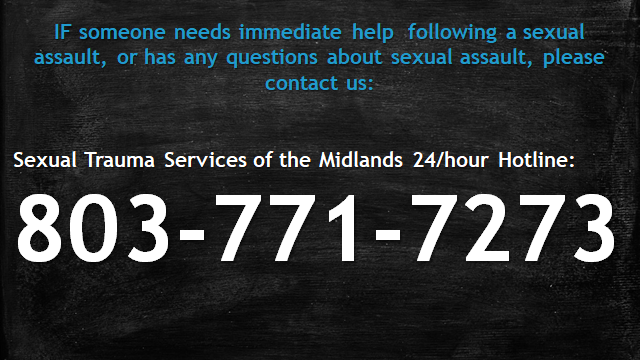 IF someone needs immediate help following a sexual
assault, or has any questions about sexual assault, please
contact us:
Sexual Trauma Services of the Midlands 24/hour Hotline:
803-771-7273